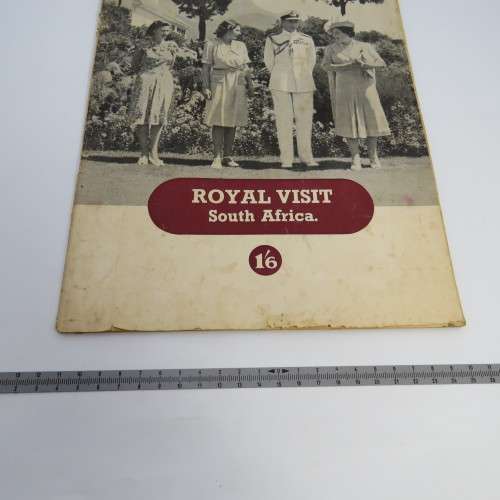 ROYAL VISIT
South Africa.
1/6